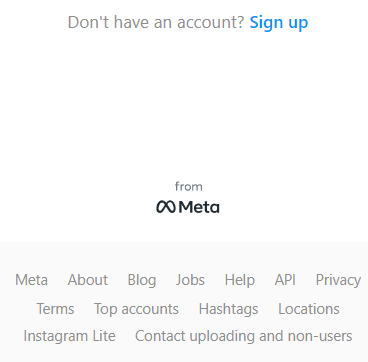 Don't have an account? Sign up
from
Meta
Meta About Blog Jobs Help API Privacy
Terms Top accounts Hashtags Locations
Instagram Lite Contact uploading and non-users